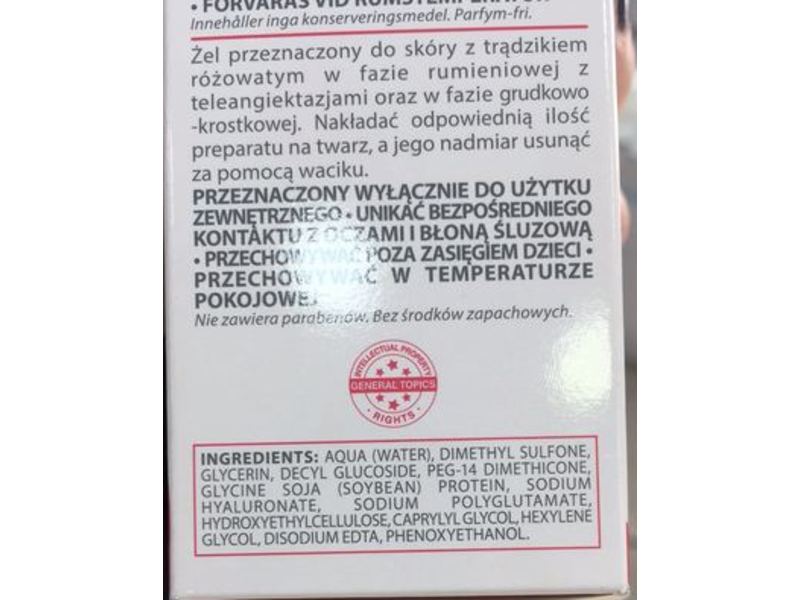 • FÖRVARAS VID RUMSTEMPERATUR
Innehåller inga konserveringsmedel. Parfym-fri.
Żel przeznaczony do skóry z trądzikiem
różowatym w fazie rumieniowej z
teleangiektazjami oraz w fazie grudkowo
-krostkowej. Nakładać odpowiednią ilość
preparatu na twarz, a jego nadmiar usunąć
za pomocą waciku.
PRZEZNACZONY WYŁĄCZNIE DO UŻYTKU
ZEWNĘTRZNEGO • UNIKAĆ BEZPOŚREDNIEGO
KONTAKTU Z OCZAMI I BŁONĄ ŚLUZOWĄ
• PRZECHOWYWAĆ POZA ZASIĘGIEM DZIECI •
PRZECHOWYWAĆ W TEMPERATURZE
POKOJOWEJ
Nie zawiera parabenów. Bez środków zapachowych.
INTELLECTUAL PROPERTY
GENERAL TOPICS
• RIGHTS •
INGREDIENTS: AQUA (WATER), DIMETHYL SULFONE,
GLYCERIN, DECYL GLUCOSIDE, PEG-14 DIMETHICONE,
GLYCINE SOJA (SOYBEAN) PROTEIN, SODIUM
HYALURONATE, SODIUM POLYGLUTAMATE,
HYDROXYETHYLCELLULOSE, CAPRYLYL GLYCOL, HEXYLENE
GLYCOL, DISODIUM EDTA, PHENOXYETHANOL.